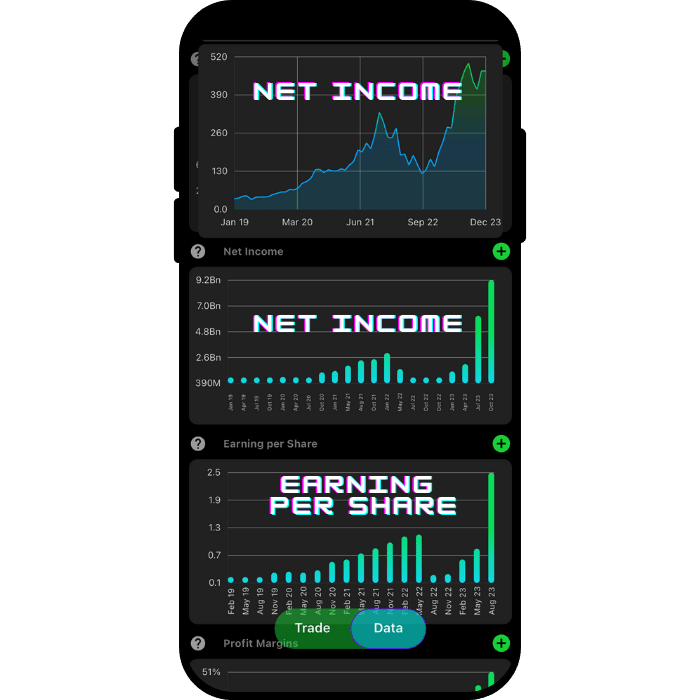 520
NET INCOME
390
260
130
0.0
Jan 19 Mar 20 Jun 21 Sep 22 Dec 23
? Net Income +
9.2Bn
7.0Bn
NET INCOME
4.8Bn
2.6Bn
390M
Jan 19 Apr 19 Jul 19 Oct 19 Jan 20 Apr 20 Jul 20 Oct 20 Jan 21 May 21 Aug 21 Oct 21 Jan 22 May 22 Jul 22 Oct 22 Oct 22 Jan 23 Apr 23 Jul 23 Oct 23
? Earning per Share +
2.5
EARNING
1.9
PER SHARE
1.3
0.7
0.1
Feb 19 May 19 Aug 19 Nov 19 Feb 20 May 20 Aug 20 Nov 20 Feb 21 May 21 Aug 21 Nov 21 Feb 22 May 22 Aug 22 Nov 22 Feb 23 May 23 Aug 23
Trade Data
? Profit Margins +
51%